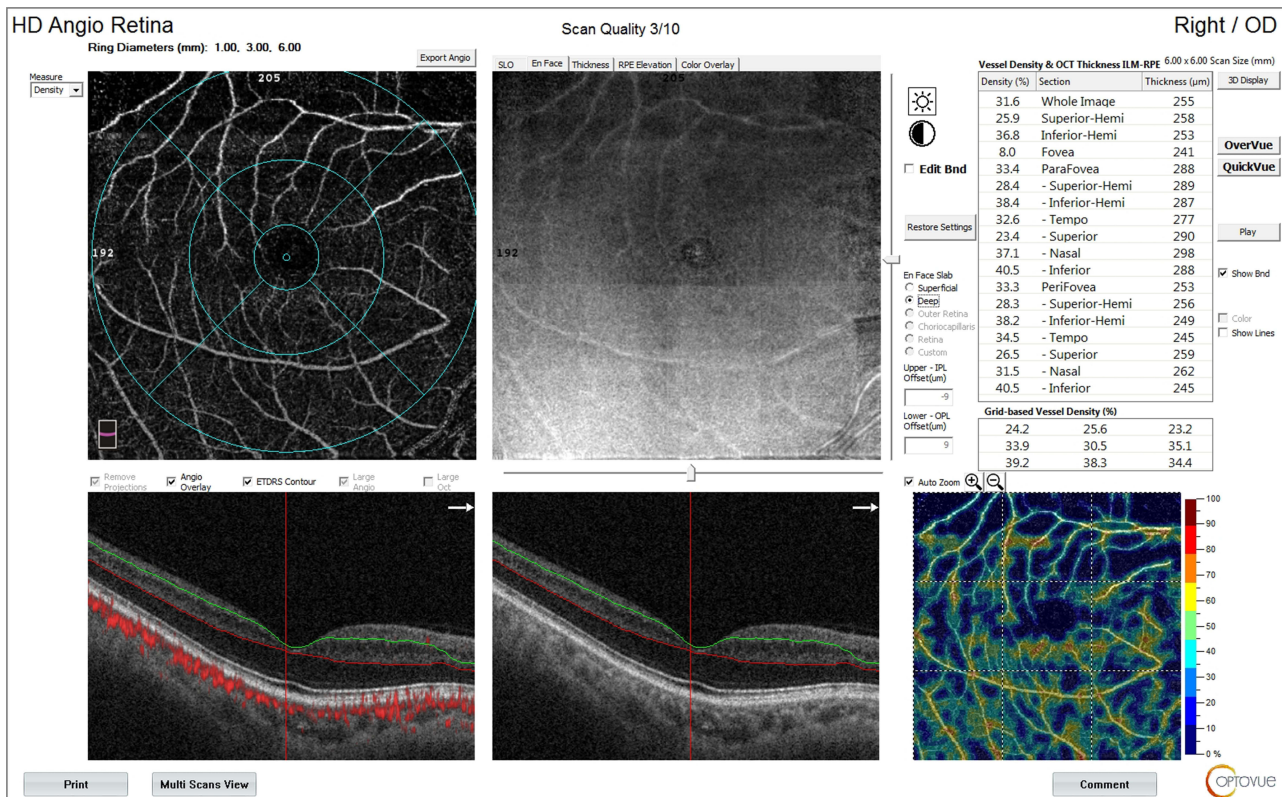 HD Angio Retina
Scan Quality 3/10
Right / OD
Ring Diameters (mm): 1.00, 3.00, 6.00
Export Angio
Measure
Density
205
192
SLO En Face Thickness RPE Elevation Color Overlay
205
192
Edit Bnd
Restore Settings
En Face Slab
Superficial
Deep
Outer Retina
Choriocapillaris
Retina
Custom
Upper - IPL
Offset(um)
-9
Lower - OPL
Offset(um)
9
Vessel Density & OCT Thickness ILM-RPE 6.00 x 6.00 Scan Size (mm)
Density (%) Section Thickness (µm)
31.6 Whole Image 255
25.9 Superior-Hemi 258
36.8 Inferior-Hemi 253
8.0 Fovea 241
33.4 ParaFovea 288
28.4 - Superior-Hemi 289
38.4 - Inferior-Hemi 287
32.6 - Tempo 277
23.4 - Superior 290
37.1 - Nasal 298
40.5 - Inferior 288
33.3 PeriFovea 253
28.3 - Superior-Hemi 256
38.2 - Inferior-Hemi 249
34.5 - Tempo 245
26.5 - Superior 259
31.5 - Nasal 262
40.5 - Inferior 245
Grid-based Vessel Density (%)
24.2 25.6 23.2
33.9 30.5 35.1
39.2 38.3 34.4
3D Display
OverVue
QuickVue
Play
Show Bnd
Color
Show Lines
Remove Projections
Angio Overlay
ETDRS Contour
Large Angio
Large Oct
Auto Zoom
100
90
80
70
60
50
40
30
20
10
0 %
Print
Multi Scans View
Comment
OPTOVUE